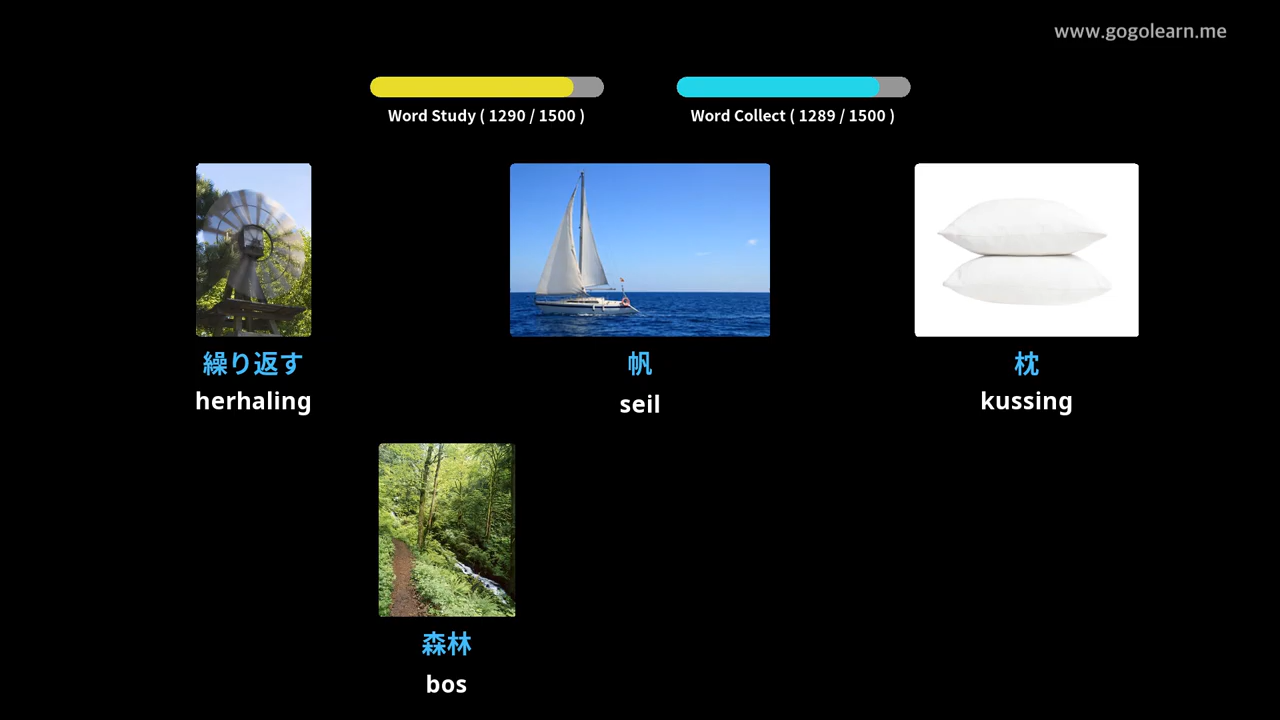 www.gogolearn.me
Word Study ( 1290 / 1500 )
Word Collect ( 1289 / 1500 )
繰り返す
herhaling
帆
seil
枕
kussing
森林
bos